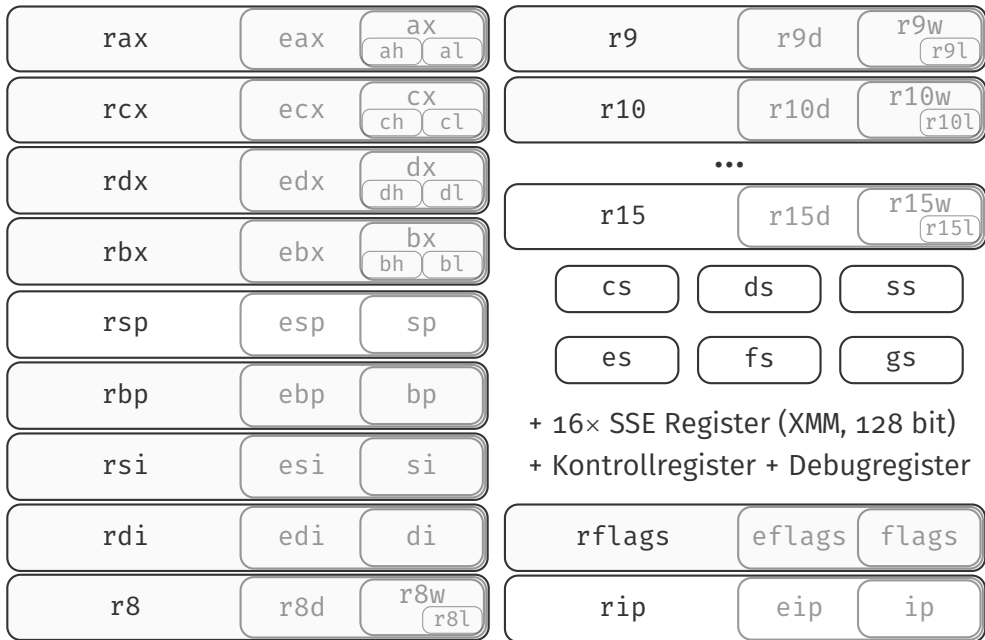 rax eax ax
ah al
rcx ecx cx
ch cl
rdx edx dx
dh dl
rbx ebx bx
bh bl
rsp esp sp
rbp ebp bp
rsi esi si
rdi edi di
r8 r8d r8w
r8l
r9 r9d r9w
r9l
r10 r10d r10w
r10l
...
r15 r15d r15w
r15l
cs ds ss
es fs gs
+ 16× SSE Register (XMM, 128 bit)
+ Kontrollregister + Debugregister
rflags eflags flags
rip eip ip